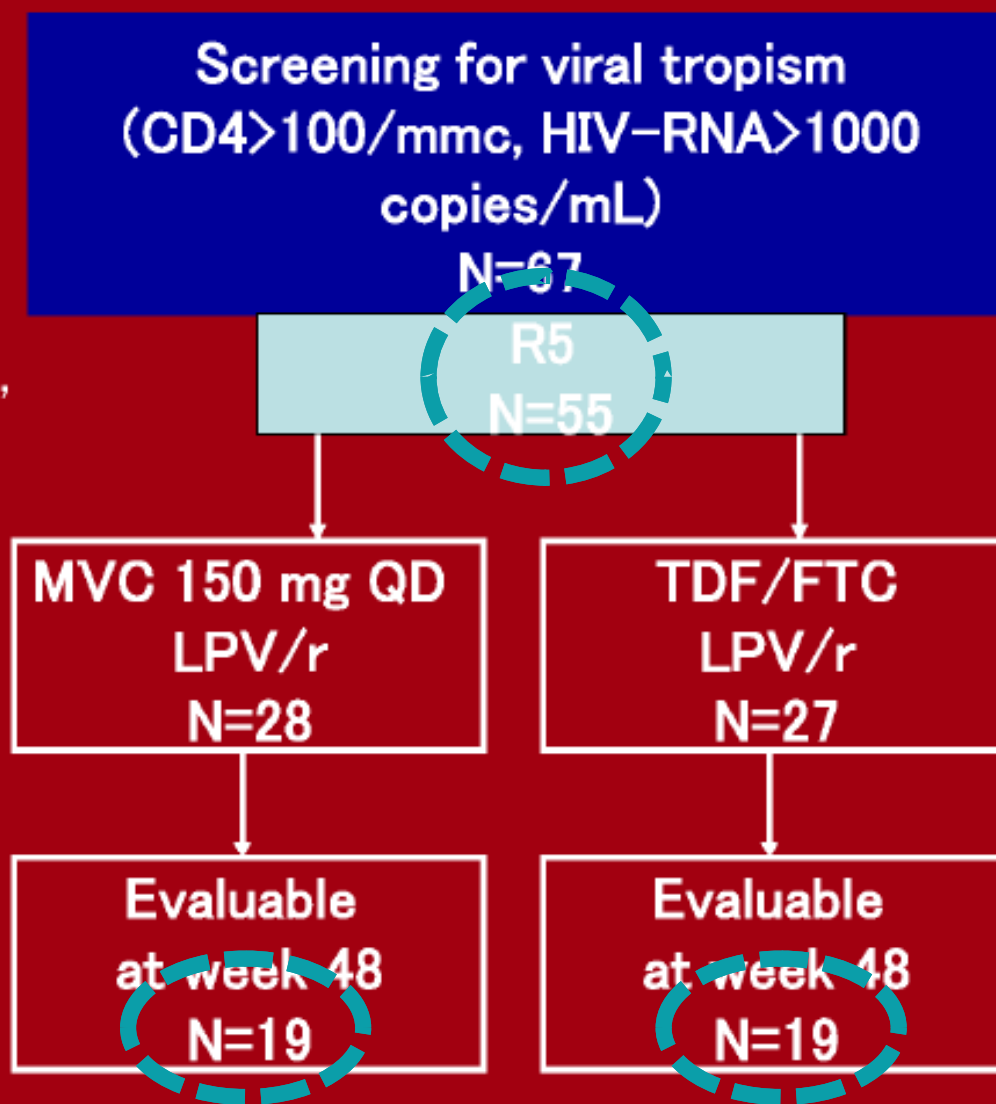 Screening for viral tropism
(CD4>100/mmc, HIV-RNA>1000
copies/mL)
N=67
R5
N=55
,
MVC 150 mg QD
LPV/r
N=28
TDF/FTC
LPV/r
N=27
Evaluable
at week 48
N=19
Evaluable
at week 48
N=19